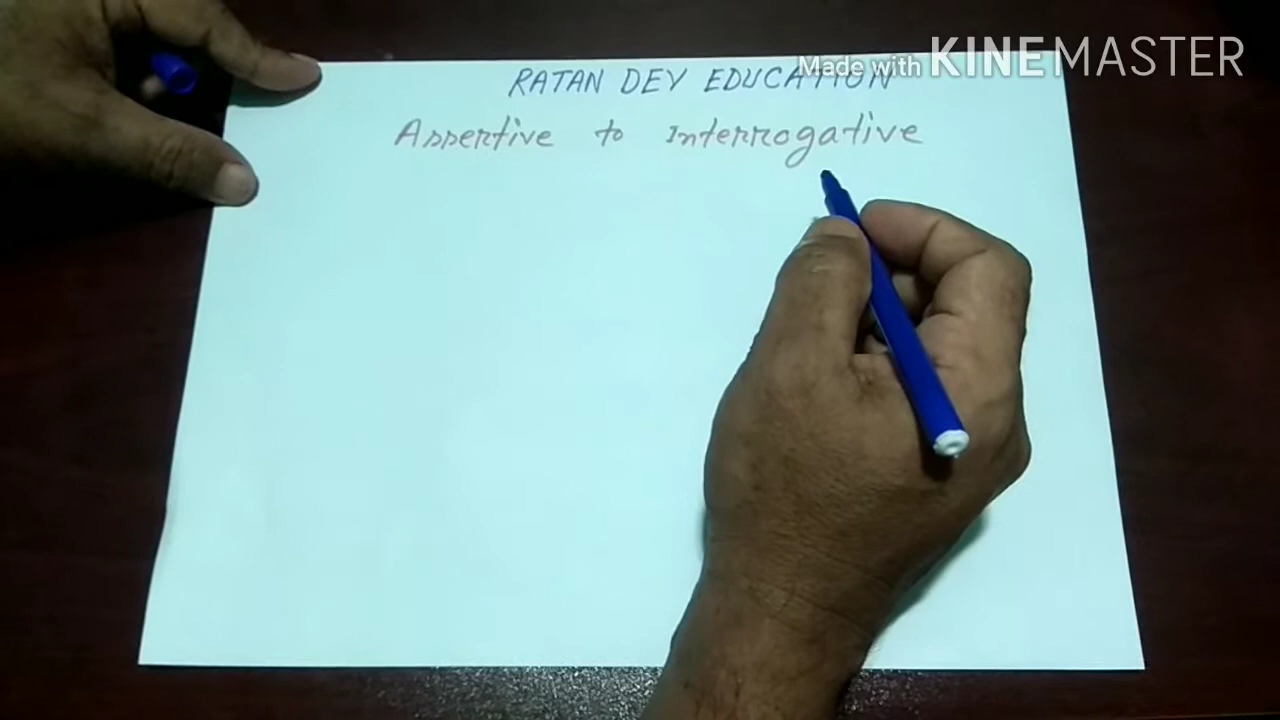 Made with KINEMASTER
RATAN DEY EDUCATION
Assertive to Interrogative